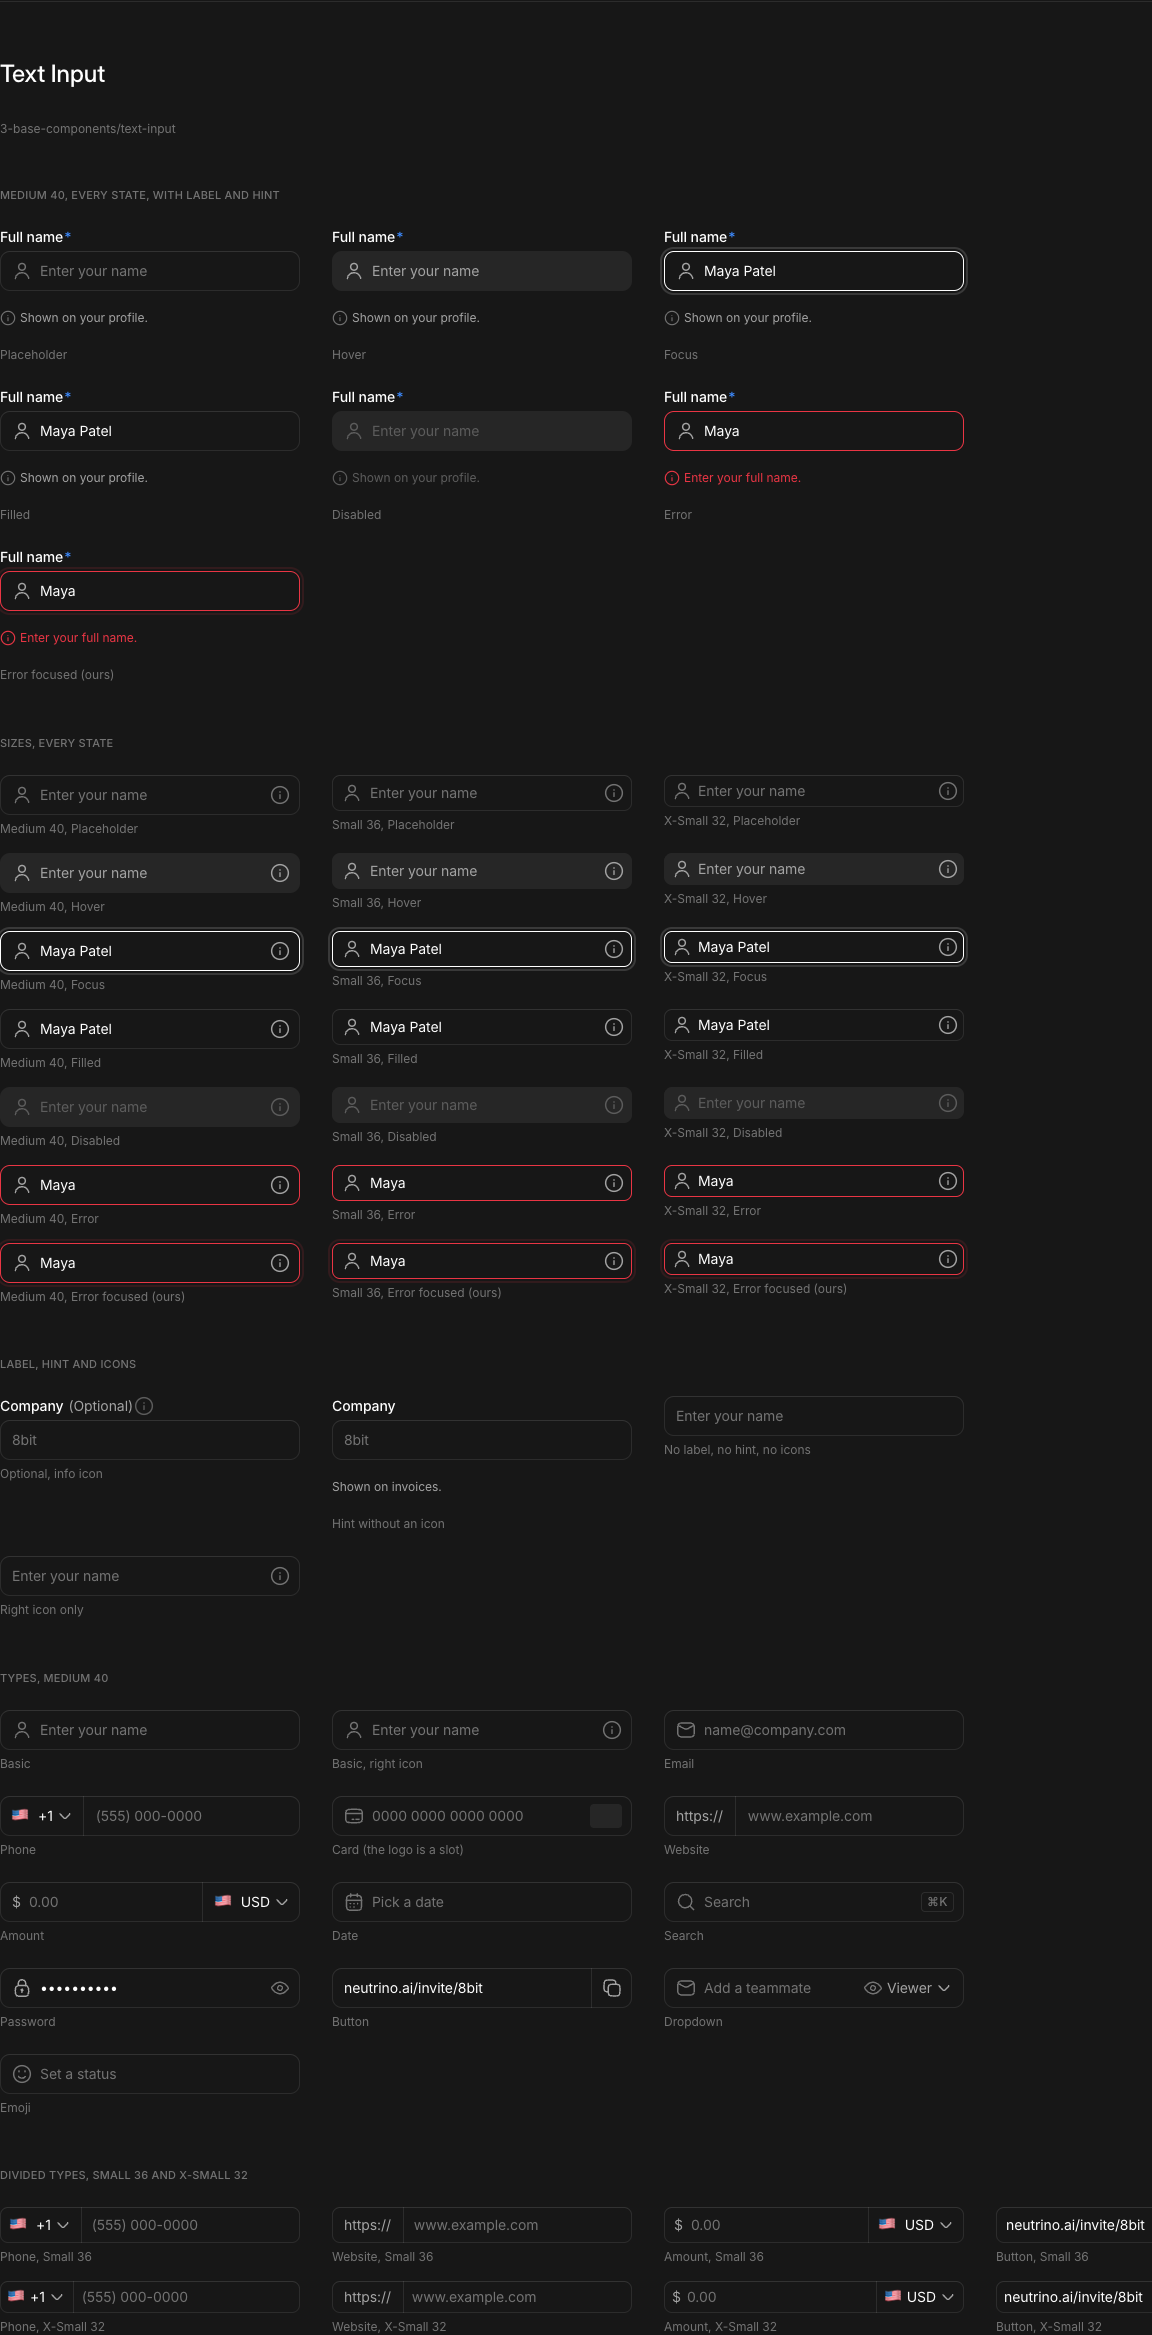 Text Input
3-base-components/text-input
MEDIUM 40, EVERY STATE, WITH LABEL AND HINT
Full name* Full name* Full name*
Enter your name Enter your name Maya Patel
Shown on your profile. Shown on your profile. Shown on your profile.
Placeholder Hover Focus
Full name* Full name* Full name*
Maya Patel Enter your name Maya
Shown on your profile. Shown on your profile. Enter your full name.
Filled Disabled Error
Full name*
Maya
Enter your full name.
Error focused (ours)
SIZES, EVERY STATE
Enter your name Enter your name Enter your name
Medium 40, Placeholder Small 36, Placeholder X-Small 32, Placeholder
Enter your name Enter your name Enter your name
Medium 40, Hover Small 36, Hover X-Small 32, Hover
Maya Patel Maya Patel Maya Patel
Medium 40, Focus Small 36, Focus X-Small 32, Focus
Maya Patel Maya Patel Maya Patel
Medium 40, Filled Small 36, Filled X-Small 32, Filled
Enter your name Enter your name Enter your name
Medium 40, Disabled Small 36, Disabled X-Small 32, Disabled
Maya Maya Maya
Medium 40, Error Small 36, Error X-Small 32, Error
Maya Maya Maya
Medium 40, Error focused (ours) Small 36, Error focused (ours) X-Small 32, Error focused (ours)
LABEL, HINT AND ICONS
Company (Optional) Company
8bit 8bit Enter your name
Optional, info icon Shown on invoices. No label, no hint, no icons
Hint without an icon
Enter your name
Right icon only
TYPES, MEDIUM 40
Enter your name Enter your name name@company.com
Basic Basic, right icon Email
+1 (555) 000-0000 0000 0000 0000 0000 https:// www.example.com
Phone Card (the logo is a slot) Website
$ 0.00 USD Pick a date Search ⌘K
Amount Date Search
•••••••••• neutrino.ai/invite/8bit Add a teammate Viewer
Password Button Dropdown
Set a status
Emoji
DIVIDED TYPES, SMALL 36 AND X-SMALL 32
+1 (555) 000-0000 https:// www.example.com $ 0.00 USD neutrino.ai/invite/8bit
Phone, Small 36 Website, Small 36 Amount, Small 36 Button, Small 36
+1 (555) 000-0000 https:// www.example.com $ 0.00 USD neutrino.ai/invite/8bit
Phone, X-Small 32 Website, X-Small 32 Amount, X-Small 32 Button, X-Small 32